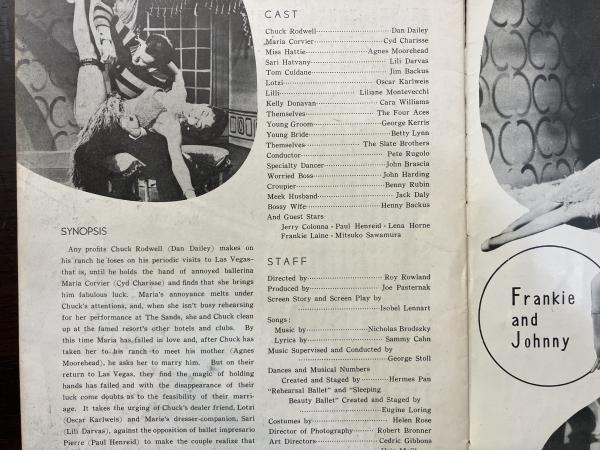 CAST
Chuck Rodwell Dan Dailey
Maria Corvier Cyd Charisse
Miss Hattie Agnes Moorehead
Sari Hatvany Lili Darvas
Tom Culdane Jim Backus
Lotzi Oscar Karlweis
Lilli Liliane Montevecchi
Kelly Donavan Cara Williams
Themselves The Four Aces
Young Groom George Kerris
Young Bride Betty Lynn
Themselves The Slate Brothers
Conductor Pete Rugolo
Specialty Dancer John Brascia
Worried Boss John Harding
Croupier Benny Rubin
Meek Husband Jack Daly
Bossy Wife Henny Backus
And Guest Stars
Jerry Colonna - Paul Henreid - Lena Horne
Frankie Laine - Mitsuko Sawamura
SYNOPSIS
Any profits Chuck Rodwell (Dan Dailey) makes on
his ranch he loses on his periodic visits to Las Vegas-
that is, until he holds the hand of annoyed ballerina
Maria Corvier (Cyd Charisse) and finds that she brings
him fabulous luck. Maria's annoyance melts under
Chuck's attentions, and, when she isn't busy rehearsing
for her performance at The Sands, she and Chuck clean
up at the famed resort's other hotels and clubs. By
this time Maria has fallen in love and, after Chuck has
taken her to his ranch to meet his mother (Agnes
Moorehead), he asks her to marry him. But on their
return to Las Vegas, they find the magic of holding
hands has failed and with the disappearance of their
luck come doubts as to the feasibility of their marri-
age. It takes the urging of Chuck's dealer friend, Lotzi
(Oscar Karlweis) and Marie's dresser-companion, Sari
(Lili Darvas), against the opposition of ballet impresario
Pierre (Paul Henreid) to make the couple realize that
STAFF
Directed by Roy Rowland
Produced by Joe Pasternak
Screen Story and Screen Play by
Isobel Lennart
Songs:
Music by Nicholas Brodszky
Lyrics by Sammy Cahn
Music Supervised and Conducted by
George Stoll
Dances and Musical Numbers
Created and Staged by Hermes Pan
"Rehearsal Ballet" and "Sleeping
Beauty Ballet" Created and Staged by
Eugene Loring
Costumes by Helen Rose
Director of Photography Robert Bronner
Art Directors Cedric Gibbons
Frankie
and
Johnny